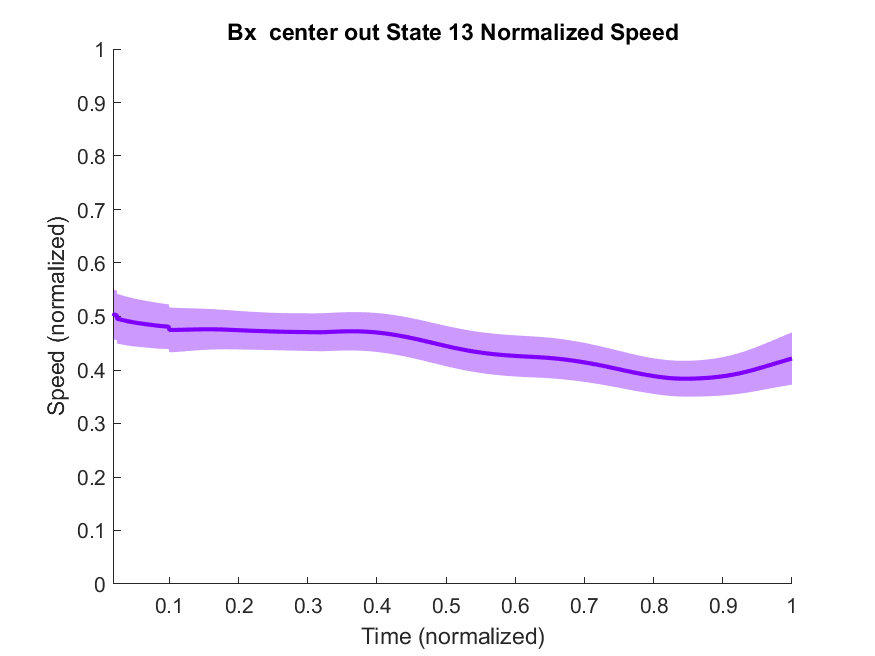 Bx  center out State 13 Normalized Speed
1
0.9
0.8
0.7
0.6
0.5
0.4
0.3
0.2
0.1
0
Speed (normalized)
0.1 0.2 0.3 0.4 0.5 0.6 0.7 0.8 0.9 1
Time (normalized)